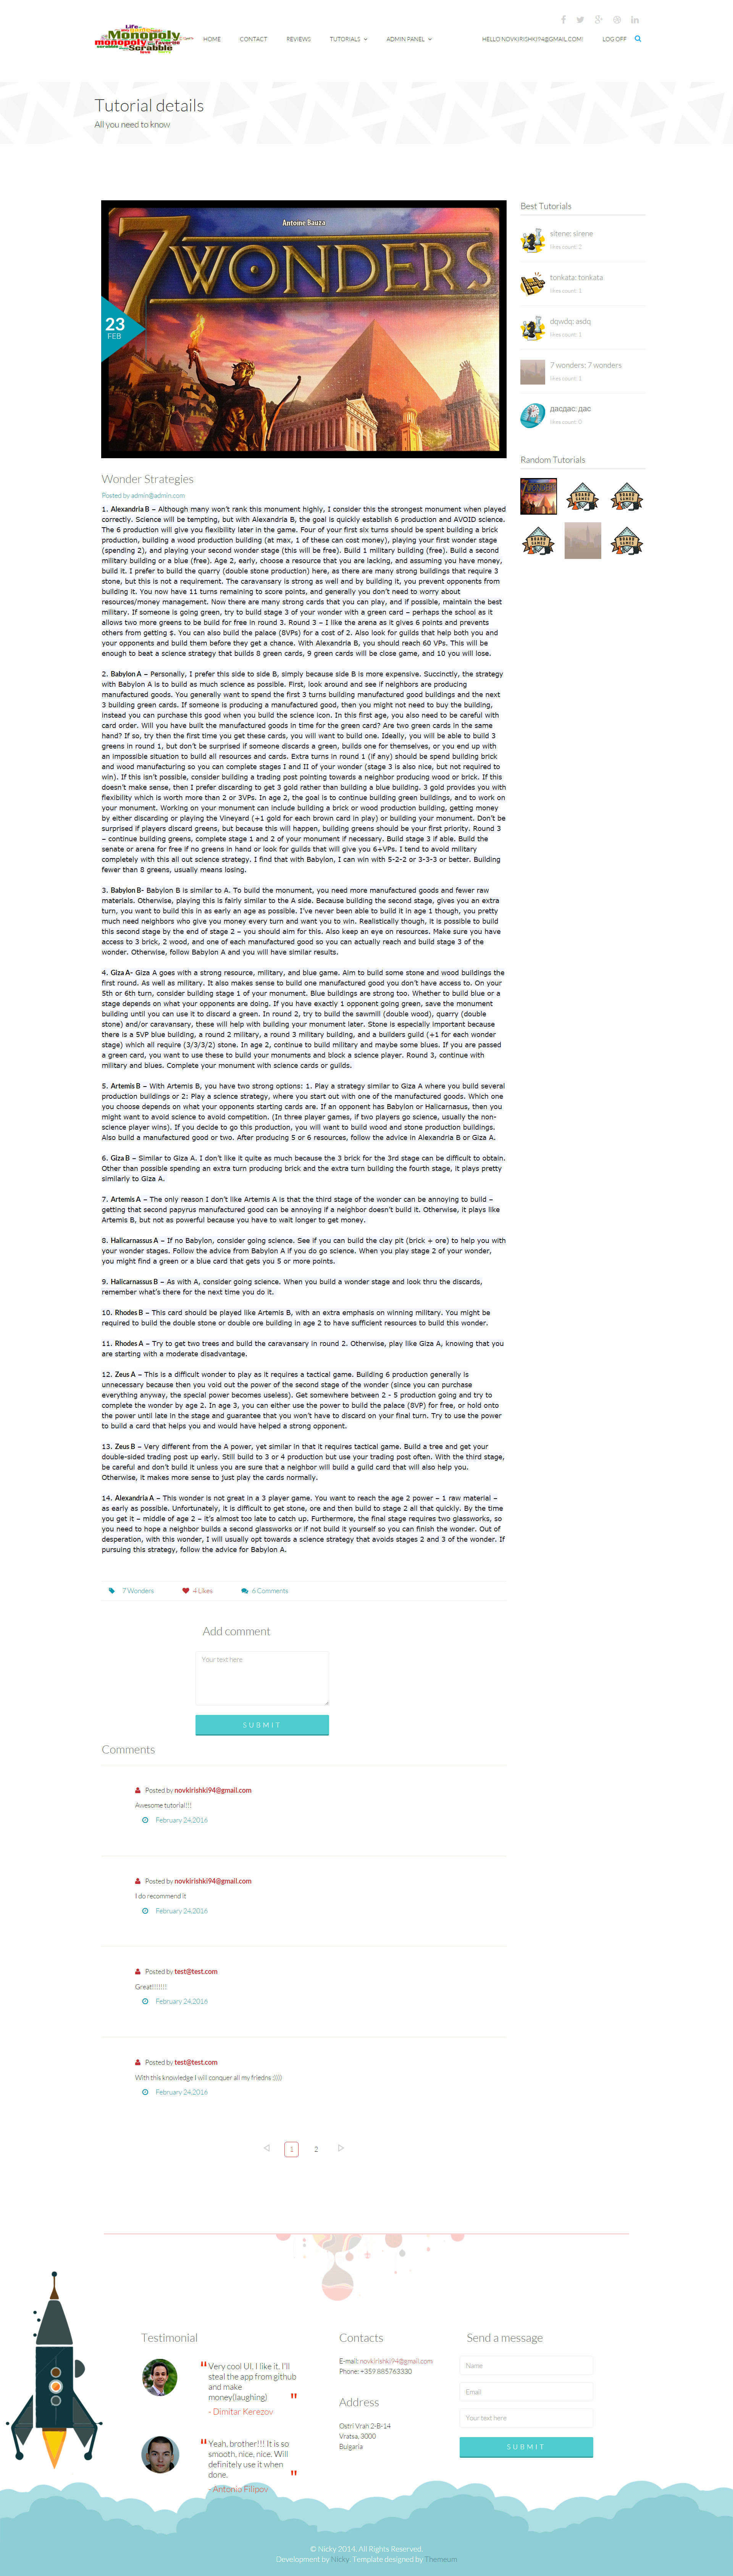 Life
Monopoly
monopoly
Scrabble
HOME
CONTACT
REVIEWS
TUTORIALS
ADMIN PANEL
HELLO NOVKIRISHKI94@GMAIL.COM!
LOG OFF
Tutorial details
All you need to know
Antoine Bauza
7 WONDERS
23
FEB
Wonder Strategies
Posted by admin@admin.com
1. Alexandria B – Although many won’t rank this monument highly, I consider this the strongest monument when played
correctly. Science will be tempting, but with Alexandria B, the goal is quickly establish 6 production and AVOID science.
The 6 production will give you flexibility later in the game. Four of your first six turns should be spent building a brick
production, building a wood production building (at max, 1 of these can cost money), playing your first wonder stage
(spending 2), and playing your second wonder stage (this will be free). Build 1 military building (free). Build a second
military building or a blue (free). Age 2, early, choose a resource that you are lacking, and assuming you have money,
build it. I prefer to build the quarry (double stone production) here, as there are many strong buildings that require 3
stone, but this is not a requirement. The caravansary is strong as well and by building it, you prevent opponents from
building it. You now have 11 turns remaining to score points, and generally you don’t need to worry about
resources/money management. Now there are many strong cards that you can play, and if possible, maintain the best
military. If someone is going green, try to build stage 3 of your wonder with a green card – perhaps the school as it
allows two more greens to be build for free in round 3. Round 3 – I like the arena as it gives 6 points and prevents
others from getting $. You can also build the palace (8VPs) for a cost of 2. Also look for guilds that help both you and
your opponents and build them before they get a chance. With Alexandria B, you should reach 60 VPs. This will be
enough to beat a science strategy that builds 8 green cards, 9 green cards will be close game, and 10 you will lose.
2. Babylon A – Personally, I prefer this side to side B, simply because side B is more expensive. Succinctly, the strategy
with Babylon A is to build as much science as possible. First, look around and see if neighbors are producing
manufactured goods. You generally want to spend the first 3 turns building manufactured good buildings and the next
3 building green cards. If someone is producing a manufactured good, then you might not need to buy the building,
instead you can purchase this good when you build the science icon. In this first age, you also need to be careful with
card order. Will you have built the manufactured goods in time for the green card? Are two green cards in the same
hand? If so, try then the first time you get these cards, you will want to build one. Ideally, you will be able to build 3
greens in round 1, but don’t be surprised if someone discards a green, builds one for themselves, or you end up with
an impossible situation to build all resources and cards. Extra turns in round 1 (if any) should be spend building brick
and wood manufacturing so you can complete stages I and II of your wonder (stage 3 is also nice, but not required to
win). If this isn’t possible, consider building a trading post pointing towards a neighbor producing wood or brick. If this
doesn’t make sense, then I prefer discarding to get 3 gold rather than building a blue building. 3 gold provides you with
flexibility which is worth more than 2 or 3VPs. In age 2, the goal is to continue building green buildings, and to work on
your monument. Working on your monument can include building a brick or wood production building, getting money
by either discarding or playing the Vineyard (+1 gold for each brown card in play) or building your monument. Don’t be
surprised if players discard greens, but because this will happen, building greens should be your first priority. Round 3
– continue building greens, complete stage 1 and 2 of your monument if necessary. Build stage 3 if able. Build the
senate or arena for free if no greens in hand or look for guilds that will give you 6+VPs. I tend to avoid military
completely with this all out science strategy. I find that with Babylon, I can win with 5-2-2 or 3-3-3 or better. Building
fewer than 8 greens, usually means losing.
3. Babylon B- Babylon B is similar to A. To build the monument, you need more manufactured goods and fewer raw
materials. Otherwise, playing this is fairly similar to the A side. Because building the second stage, gives you an extra
turn, you want to build this in as early an age as possible. I’ve never been able to build it in age 1 though, you pretty
much need neighbors who give you money every turn and want you to win. Realistically though, it is possible to build
this second stage by the end of stage 2 – you should aim for this. Also keep an eye on resources. Make sure you have
access to 3 brick, 2 wood, and one of each manufactured good so you can actually reach and build stage 3 of the
wonder. Otherwise, follow Babylon A and you will have similar results.
4. Giza A- Giza A goes with a strong resource, military, and blue game. Aim to build some stone and wood buildings the
first round. As well as military. It also makes sense to build one manufactured good you don’t have access to. On your
5th or 6th turn, consider building stage 1 of your monument. Blue buildings are strong too. Whether to build blue or a
stage depends on what your opponents are doing. If you have exactly 1 opponents going green, save the monument
building until you can use it to discard a green. In round 2, try to build the sawmill (double wood), quarry (double
stone) and/or caravansary, these will help with building your monument later. Stone is especially important because
there is a 5VP blue building, a round 2 military, a round 3 military building, and a builders guild (+1 for each wonder
stage) which all require (3/3/3/2) stone. In age 2, continue to build military and maybe some blues. If you are passed
a green card, you want to use these to build your monuments and block a science player. Round 3, continue with
military and blues. Complete your monument with science cards or guilds.
5. Artemis B – With Artemis B, you have two strong options: 1. Play a strategy similar to Giza A where you build several
production buildings or 2: Play a science strategy, where you start out with one of the manufactured goods. Which one
you choose depends on what your opponents starting cards are. If an opponent has Babylon or Halicarnasus, then you
might want to avoid science to avoid competition. (In three player games, if two players go science, usually the non-
science player wins). If you decide to go this production, you will want to build wood and stone production buildings.
Also build a manufactured good or two. After producing 5 or 6 resources, follow the advice in Alexandria B or Giza A.
6. Giza B – Similar to Giza A. I don’t like it quite as much because the 3 brick for the 3rd stage can be difficult to obtain.
Other than possible spending an extra turn producing brick and the extra turn building the fourth stage, it plays pretty
similarly to Giza A.
7. Artemis A – The only reason I don’t like Artemis A is that the third stage of the wonder can be annoying to build –
getting that second papyrus manufactured good can be annoying if a neighbor doesn’t build it. Otherwise, it plays like
Artemis B, but not as powerful because you have to wait longer to get money.
8. Halicarnassus A – If no Babylon, consider going science. See if you can build the clay pit (brick + ore) to help you with
your wonder stages. Follow the advice from Babylon A if you do go science. When you play stage 2 of your wonder,
you might find a green or a blue card that gets you 5 or more points.
9. Halicarnassus B – As with A, consider going science. When you build a wonder stage and look thru the discards,
remember what’s there for the next time you do it.
10. Rhodes B – This card should be played like Artemis B, with an extra emphasis on winning military. You might be
required to build the double stone or double ore building in age 2 to have sufficient resources to build this wonder.
11. Rhodes A – Try to get two trees and build the caravansary in round 2. Otherwise, play like Giza A, knowing that you
are starting with a moderate disadvantage.
12. Zeus A – This is a difficult wonder to play as it requires a tactical game. Building 6 production generally is
unnecessary because then you void out the power of the second stage of the wonder (since you can purchase
everything anyway, the special power becomes useless). Get somewhere between 2 - 5 production going and try to
complete the wonder by age 2. In age 3, you can either use the power to build the palace (8VP) for free, or hold onto
the power until late in the stage and guarantee that you won’t have to discard on your final turn. Try to use the power
to build a card that helps you and would have helped a strong opponent.
13. Zeus B – Very different from the A power, yet similar in that it requires tactical game. Build a tree and get your
double-sided trading post up early. Still build to 3 or 4 production but use your trading post often. With the third stage,
be careful and don’t build it unless you are sure that a neighbor will build a guild card that will also help you.
Otherwise, it makes more sense to just play the cards normally.
14. Alexandria A – This wonder is not great in a 3 player game. You want to reach the age 2 power – 1 raw material –
as early as possible. Unfortunately, it is difficult to get stone, ore and then build to stage 2 all that quickly. By the time
you get it – middle of age 2 – it’s almost too late to catch up. Furthermore, the final stage requires two glassworks, so
you need to hope a neighbor builds a second glassworks or if not build it yourself so you can finish the wonder. Out of
desperation, with this wonder, I will usually opt towards a science strategy that avoids stages 2 and 3 of the wonder. If
pursuing this strategy, follow the advice for Babylon A.
7 Wonders
4 Likes
6 Comments
Add comment
Your text here
SUBMIT
Comments
Posted by novkirishki94@gmail.com
Awesome tutorial!!!
February 24,2016
Posted by novkirishki94@gmail.com
I do recommend it
February 24,2016
Posted by test@test.com
Great!!!!!!!
February 24,2016
Posted by test@test.com
With this knowledge I will conquer all my friedns :))))
February 24,2016
1
2
Best Tutorials
sitene: sirene
likes count: 2
tonkata: tonkata
likes count: 1
dqwdq: asdq
likes count: 1
7 wonders: 7 wonders
likes count: 1
дасдас: дас
likes count: 0
Random Tutorials
BOARD GAMES
BOARD GAMES
BOARD GAMES
BOARD GAMES
Testimonial
Very cool UI. I like it. I'll
steal the app from github
and make
money(laughing)
- Dimitar Kerezov
Yeah, brother!!! It is so
smooth, nice, nice. Will
definitely use it when
done.
- Antonio Filipov
Contacts
E-mail: novkirishki94@gmail.com
Phone: +359 885763330
Address
Ostri Vrah 2-B-14
Vratsa, 3000
Bulgaria
Send a message
Name
Email
Your text here
SUBMIT
© Nicky 2014. All Rights Reserved.
Development by Nicky. Template designed by Themeum